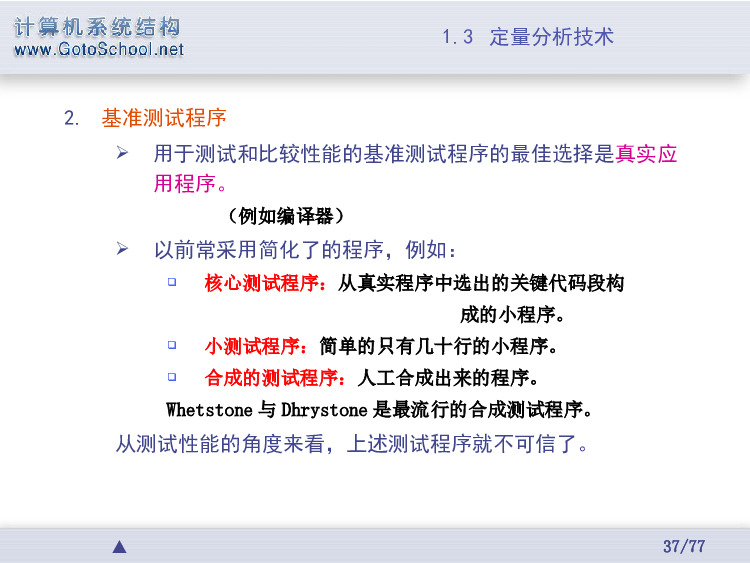 计算机系统结构
www.GotoSchool.net
1.3 定量分析技术
2. 基准测试程序
用于测试和比较性能的基准测试程序的最佳选择是真实应
用程序。
（例如编译器）
以前常采用简化了的程序，例如：
核心测试程序：从真实程序中选出的关键代码段构
成的小程序。
小测试程序：简单的只有几十行的小程序。
合成的测试程序：人工合成出来的程序。
Whetstone 与 Dhrystone 是最流行的合成测试程序。
从测试性能的角度来看，上述测试程序就不可信了。
37/77